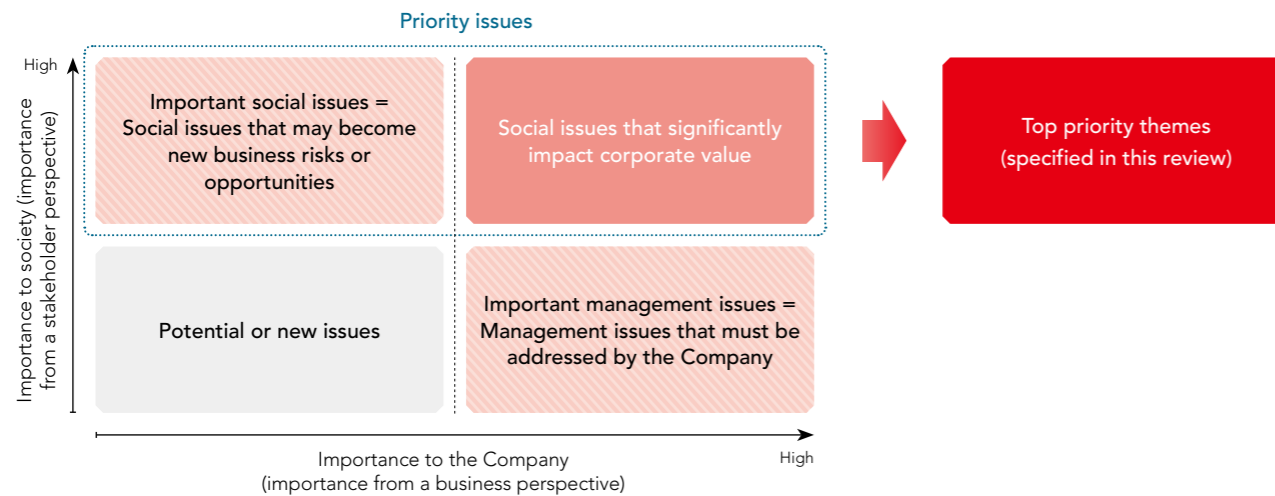 Priority issues
High
Importance to society (importance
from a stakeholder perspective)
Important social issues =
Social issues that may become
new business risks or
opportunities
Social issues that significantly
impact corporate value
Top priority themes
(specified in this review)
Potential or new issues
Important management issues =
Management issues that must be
addressed by the Company
Importance to the Company
(importance from a business perspective)
High